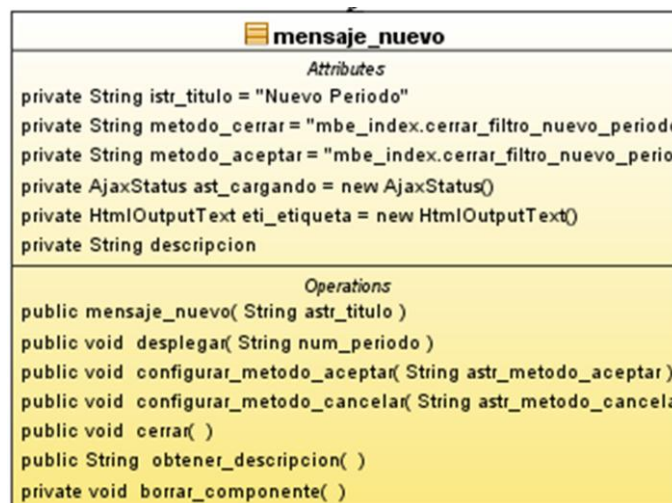 mensaje_nuevo
Attributes
private String istr_titulo = "Nuevo Periodo"
private String metodo_cerrar = "mbe_index.cerrar_filtro_nuevo_periodo
private String metodo_aceptar = "mbe_index.cerrar_filtro_nuevo_perio
private AjaxStatus ast_cargando = new AjaxStatus()
private HtmlOutputText eti_etiqueta = new HtmlOutputText()
private String descripcion
Operations
public mensaje_nuevo( String astr_titulo )
public void desplegar( String num_periodo )
public void configurar_metodo_aceptar( String astr_metodo_aceptar )
public void configurar_metodo_cancelar( String astr_metodo_cancela
public void cerrar( )
public String obtener_descripcion( )
private void borrar_componente( )